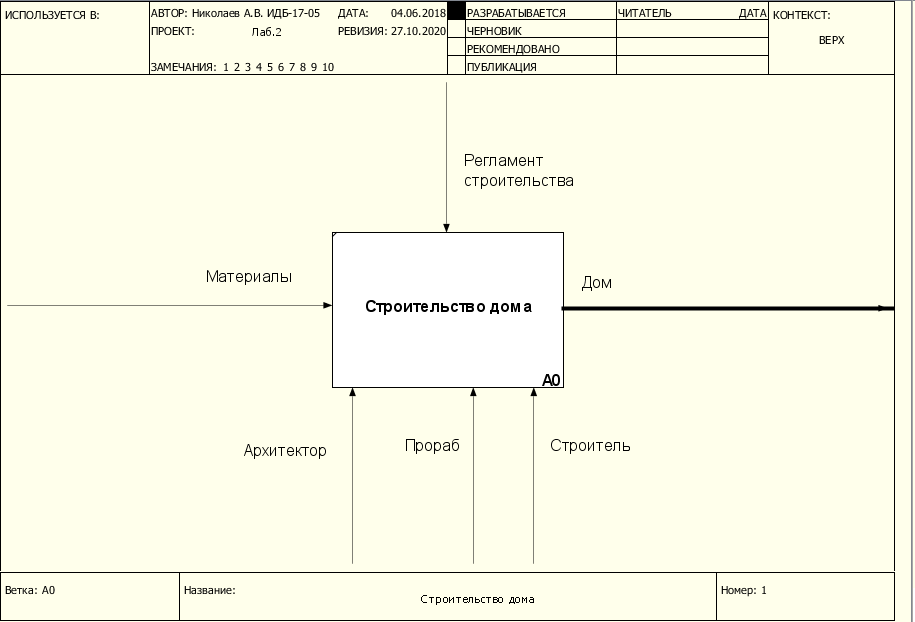 ИСПОЛЬЗУЕТСЯ В:
АВТОР: Николаев А.В. ИДБ-17-05 ДАТА: 04.06.2018
ПРОЕКТ: Лаб.2 РЕВИЗИЯ: 27.10.2020
ЗАМЕЧАНИЯ: 1 2 3 4 5 6 7 8 9 10
РАЗРАБАТЫВАЕТСЯ
ЧЕРНОВИК
РЕКОМЕНДОВАНО
ПУБЛИКАЦИЯ
ЧИТАТЕЛЬ ДАТА
КОНТЕКСТ:
ВЕРХ
Регламент
строительства
Материалы
Дом
Строительство дома
A0
Архитектор
Прораб
Строитель
Ветка: A0
Название:
Строительство дома
Номер: 1